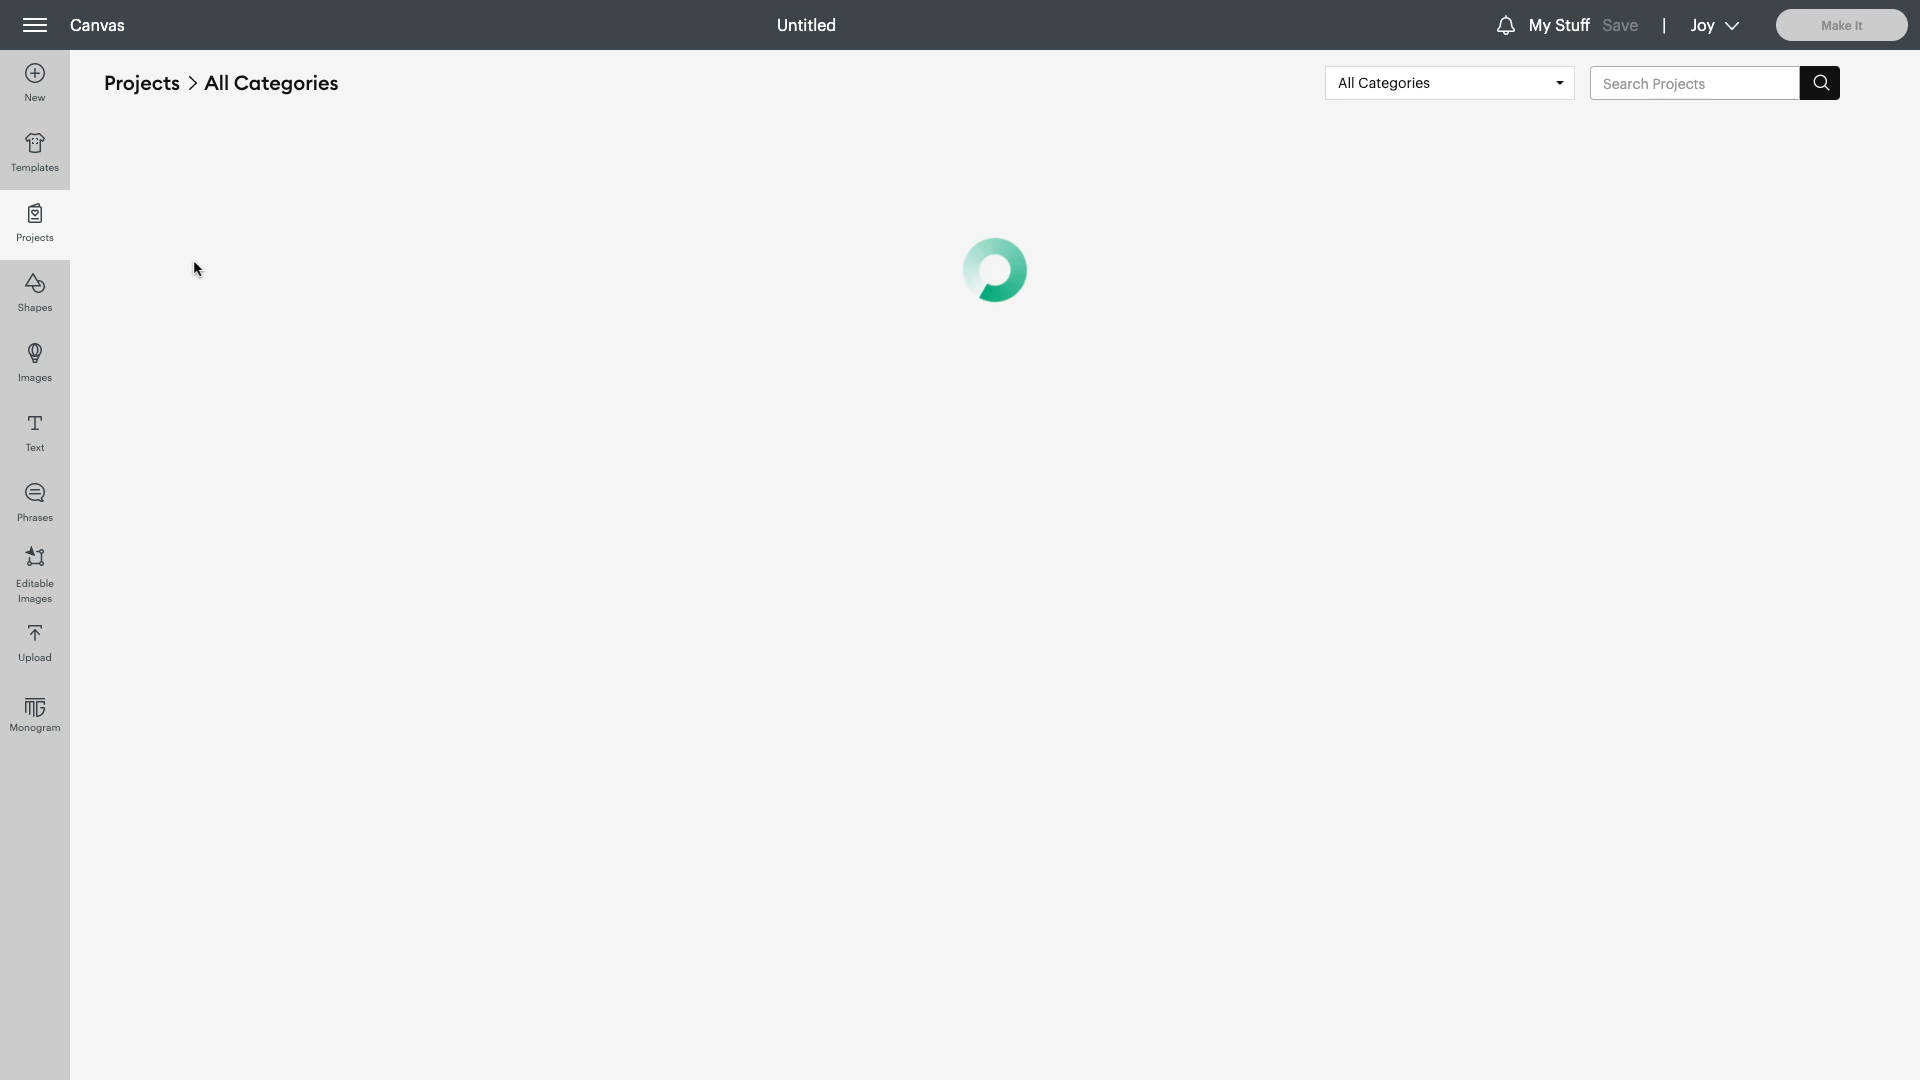 Canvas
Untitled
My Stuff
Save
|
Joy
Make It
New
Templates
Projects
Shapes
Images
Text
Phrases
Editable
Images
Upload
Monogram
Projects > All Categories
All Categories
Search Projects